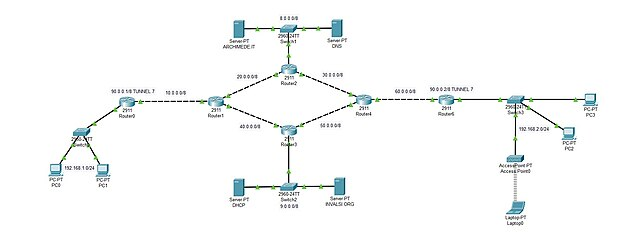 8.0.0.0/8
2960-24TT
Switch1
Server-PT
ARCHIMEDE.IT
Server-PT
DNS
2911
Router2
20.0.0.0/8
30.0.0.0/8
90.0.0.1/8 TUNNEL 7
10.0.0.0/8
2911
Router0
2911
Router1
2911
Router4
60.0.0.0/8
90.0.0.2/8 TUNNEL 7
2911
2960-24TT
Switch3
PC-PT
PC3
40.0.0.0/8
50.0.0.0/8
2911
Router3
2960-24TT
192.168.1.0/24
192.168.2.0/24
PC-PT
PC2
PC-PT
PC0
PC-PT
PC1
AccessPoint-PT
Access Point0
Server-PT
DHCP
2960-24TT
Switch2
9.0.0.0/8
Server-PT
INVALSI.ORG
Laptop-PT